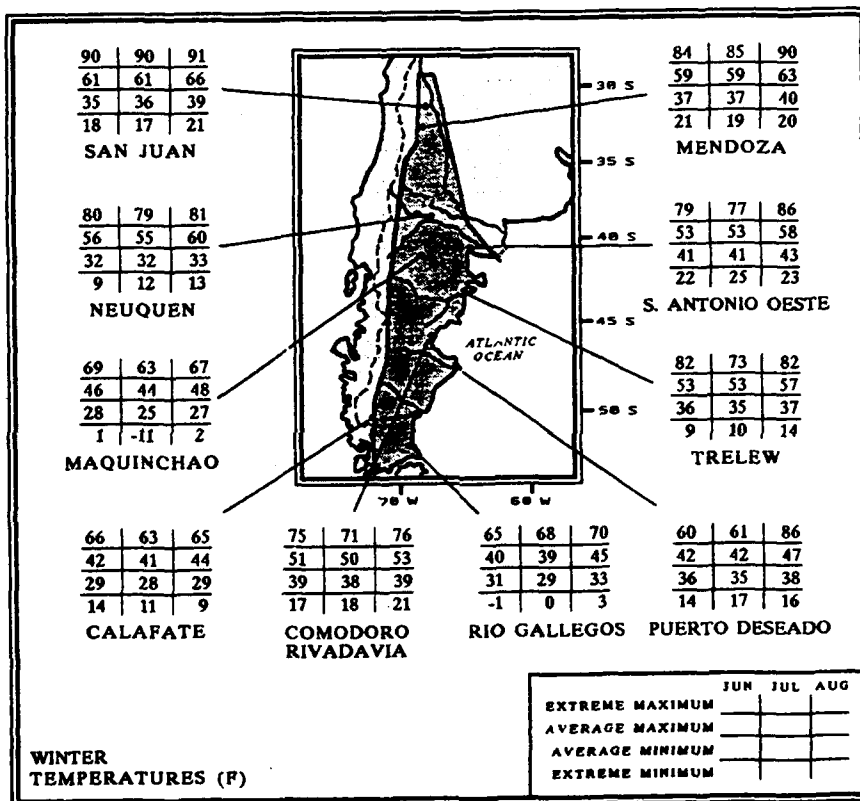 90 90 91
61 61 66
35 36 39
18 17 21
SAN JUAN
84 85 90
59 59 63
37 37 40
21 19 20
MENDOZA
30 S
35 S
40 S
45 S
50 S
70 W
60 W
ATLANTIC
OCEAN
80 79 81
56 55 60
32 32 33
9 12 13
NEUQUEN
79 77 86
53 53 58
41 41 43
22 25 23
S. ANTONIO OESTE
69 63 67
46 44 48
28 25 27
1 -11 2
MAQUINCHAO
82 73 82
53 53 57
36 35 37
9 10 14
TRELEW
66 63 65
42 41 44
29 28 29
14 11 9
CALAFATE
75 71 76
51 50 53
39 38 39
17 18 21
COMODORO
RIVADAVIA
65 68 70
40 39 45
31 29 33
-1 0 3
RIO GALLEGOS
60 61 86
42 42 47
36 35 38
14 17 16
PUERTO DESEADO
JUN JUL AUG
EXTREME MAXIMUM
AVERAGE MAXIMUM
AVERAGE MINIMUM
EXTREME MINIMUM
WINTER
TEMPERATURES (F)